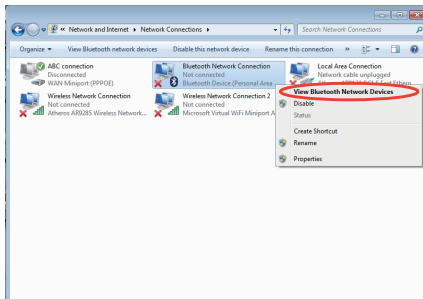 « Network and Internet ▸ Network Connections ▸
Search Network Connections
Organize ▾ View Bluetooth network devices Disable this network device Rename this connection »
ABC connection
Disconnected
WAN Miniport (PPPOE)
Bluetooth Network Connection
Not connected
Bluetooth Device (Personal Area ...
Local Area Connection
Network cable unplugged
Fast Ethern...
Wireless Network Connection
Not connected
Atheros AR9285 Wireless Network...
Wireless Network Connection 2
Not connected
Microsoft Virtual WiFi Miniport A
View Bluetooth Network Devices
Disable
Status
Create Shortcut
Rename
Properties